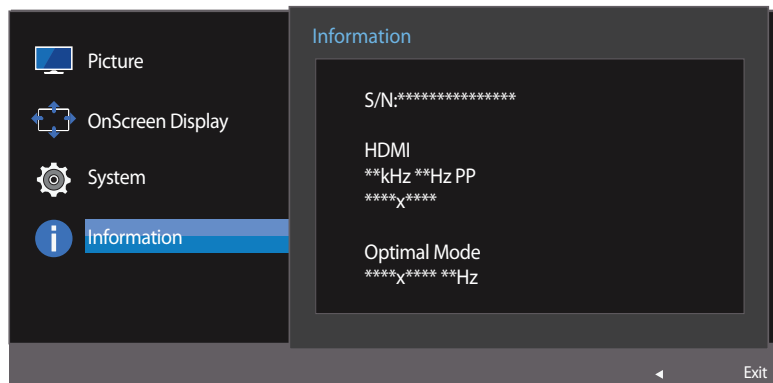 Picture
OnScreen Display
System
Information
Information
S/N:***************
HDMI
**kHz **Hz PP
****x****
Optimal Mode
****x**** **Hz
Exit